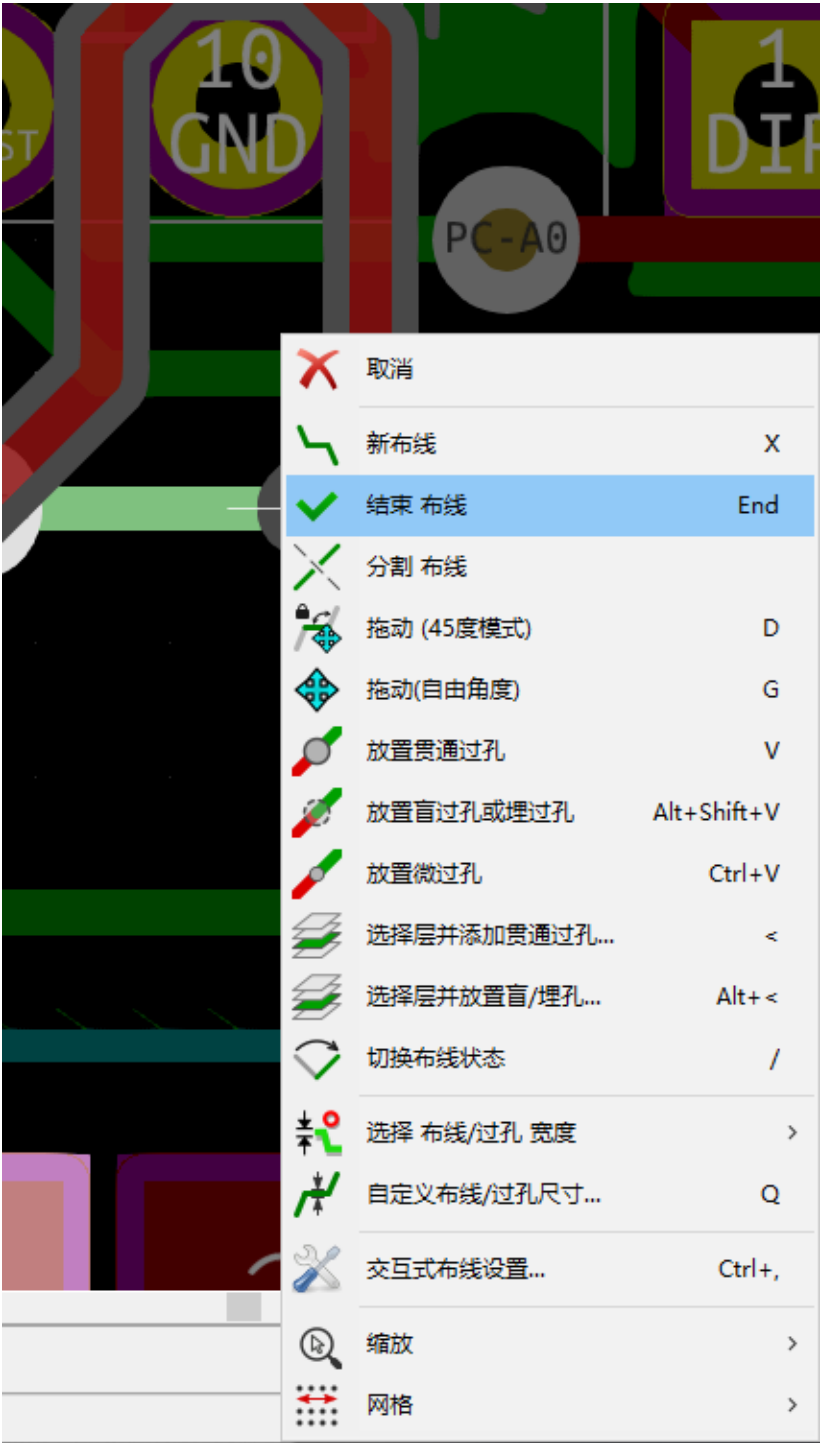 10
1
ST
GND
DIF
PC-A0
取消
新布线 X
结束 布线 End
分割 布线
拖动 (45度模式) D
拖动(自由角度) G
放置贯通过孔 V
放置盲过孔或埋过孔 Alt+Shift+V
放置微过孔 Ctrl+V
选择层并添加贯通过孔... <
选择层并放置盲/埋孔... Alt+<
切换布线状态 /
选择 布线/过孔 宽度 >
自定义布线/过孔尺寸... Q
交互式布线设置... Ctrl+,
缩放 >
网格 >